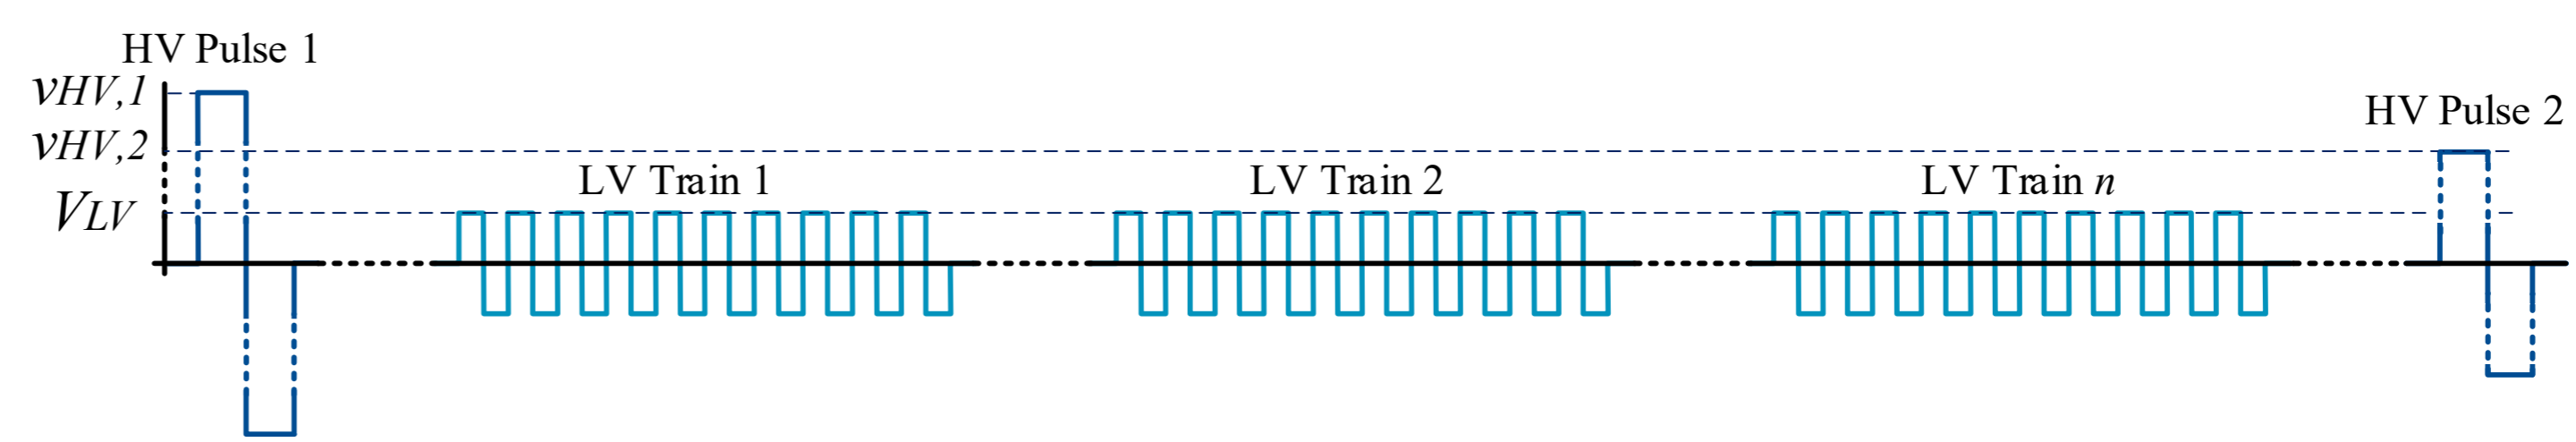 HV Pulse 1
vHV,1
HV Pulse 2
vHV,2
LV Train 1
LV Train 2
LV Train n
VLV